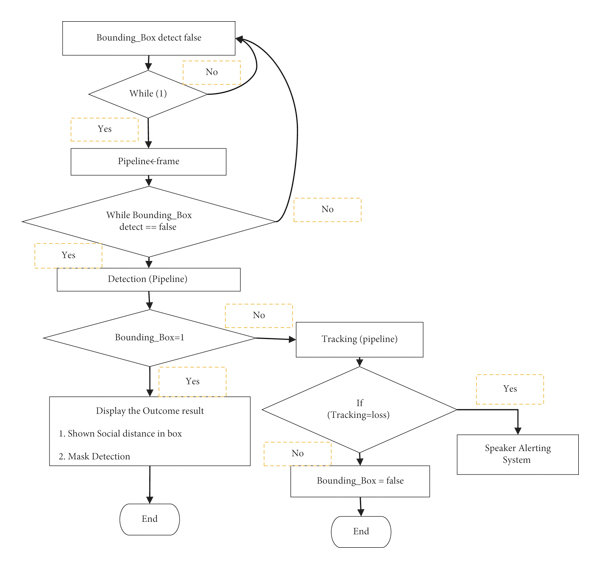 Bounding_Box detect false
No
While (1)
Yes
Pipeline←frame
While Bounding_Box
detect == false
No
Yes
Detection (Pipeline)
No
Bounding_Box=1
Tracking (pipeline)
Yes
Display the Outcome result
1. Shown Social distance in box
2. Mask Detection
If
(Tracking=loss)
Yes
Speaker Alerting
System
No
Bounding_Box = false
End
End